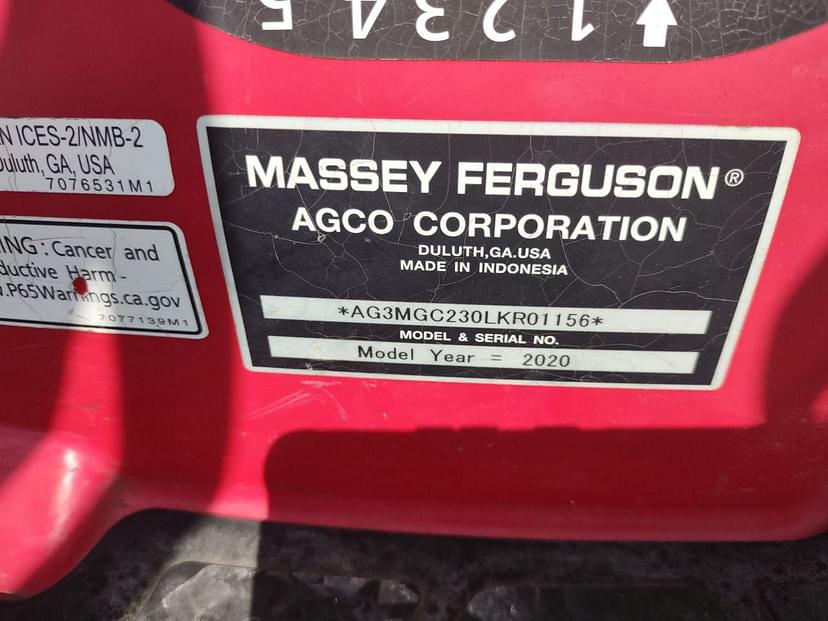 1 2 3 4 5
N ICES-2/NMB-2
Duluth, GA, USA
7076531M1
ING: Cancer and
ductive Harm -
.P65Warnings.ca.gov
7077139M1
MASSEY FERGUSON®
AGCO CORPORATION
DULUTH,GA.USA
MADE IN INDONESIA
*AG3MGC230LKR01156*
MODEL & SERIAL NO.
Model Year = 2020